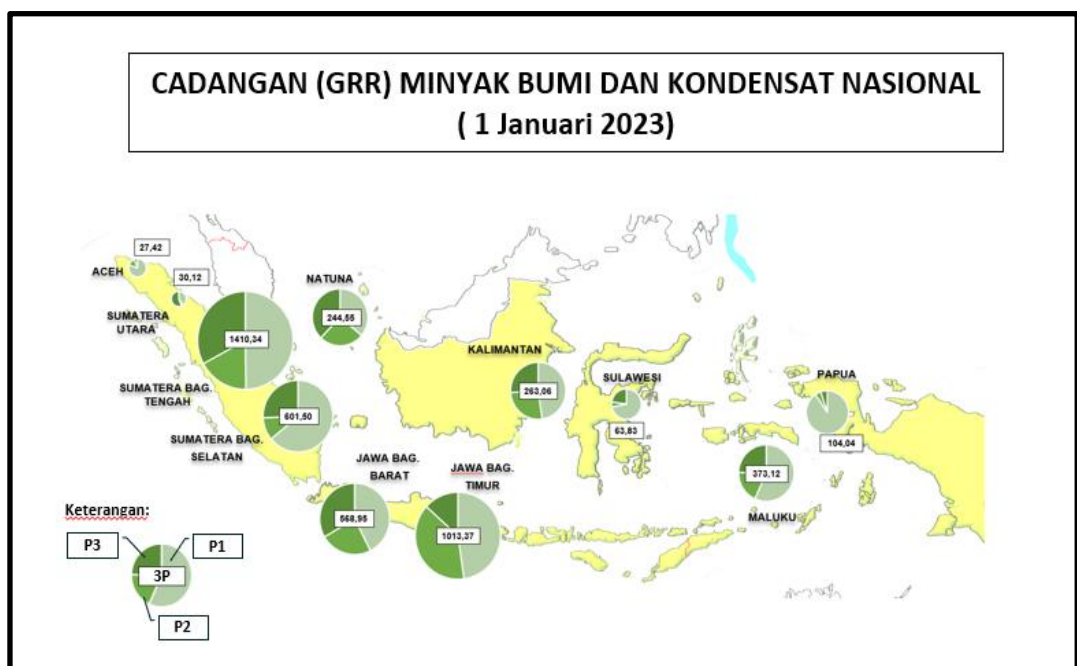 CADANGAN (GRR) MINYAK BUMI DAN KONDENSAT NASIONAL
( 1 Januari 2023)
27,42
ACEH
30,12
SUMATERA
UTARA
1410,34
SUMATERA BAG.
TENGAH
601,50
SUMATERA BAG.
SELATAN
NATUNA
244,55
KALIMANTAN
263,06
SULAWESI
63,83
PAPUA
104,04
373,12
MALUKU
JAWA BAG.
BARAT
568,95
JAWA BAG.
TIMUR
1013,37
Keterangan:
P3
P1
3P
P2